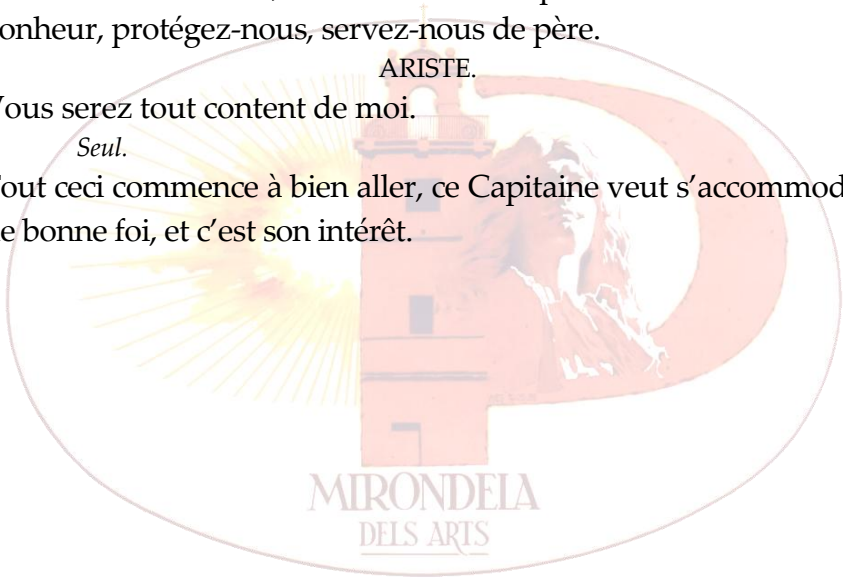 onheur, protégez-nous, servez-nous de père.
ARISTE.
Vous serez tout content de moi.
Seul.
Tout ceci commence à bien aller, ce Capitaine veut s’accommod
e bonne foi, et c’est son intérêt.
MIRONDELA
DELS ARTS